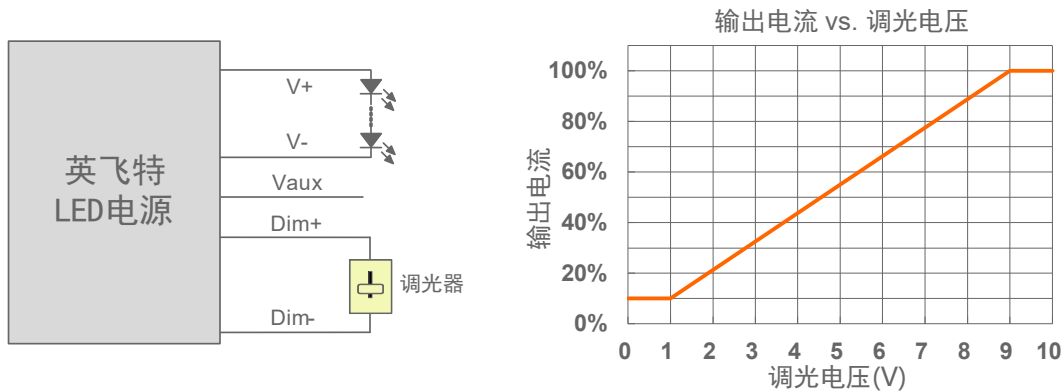 英飞特
LED电源
V+
V-
Vaux
Dim+
调光器
Dim-
输出电流 vs. 调光电压
输出电流
100%
80%
60%
40%
20%
0%
0 1 2 3 4 5 6 7 8 9 10
调光电压(V)